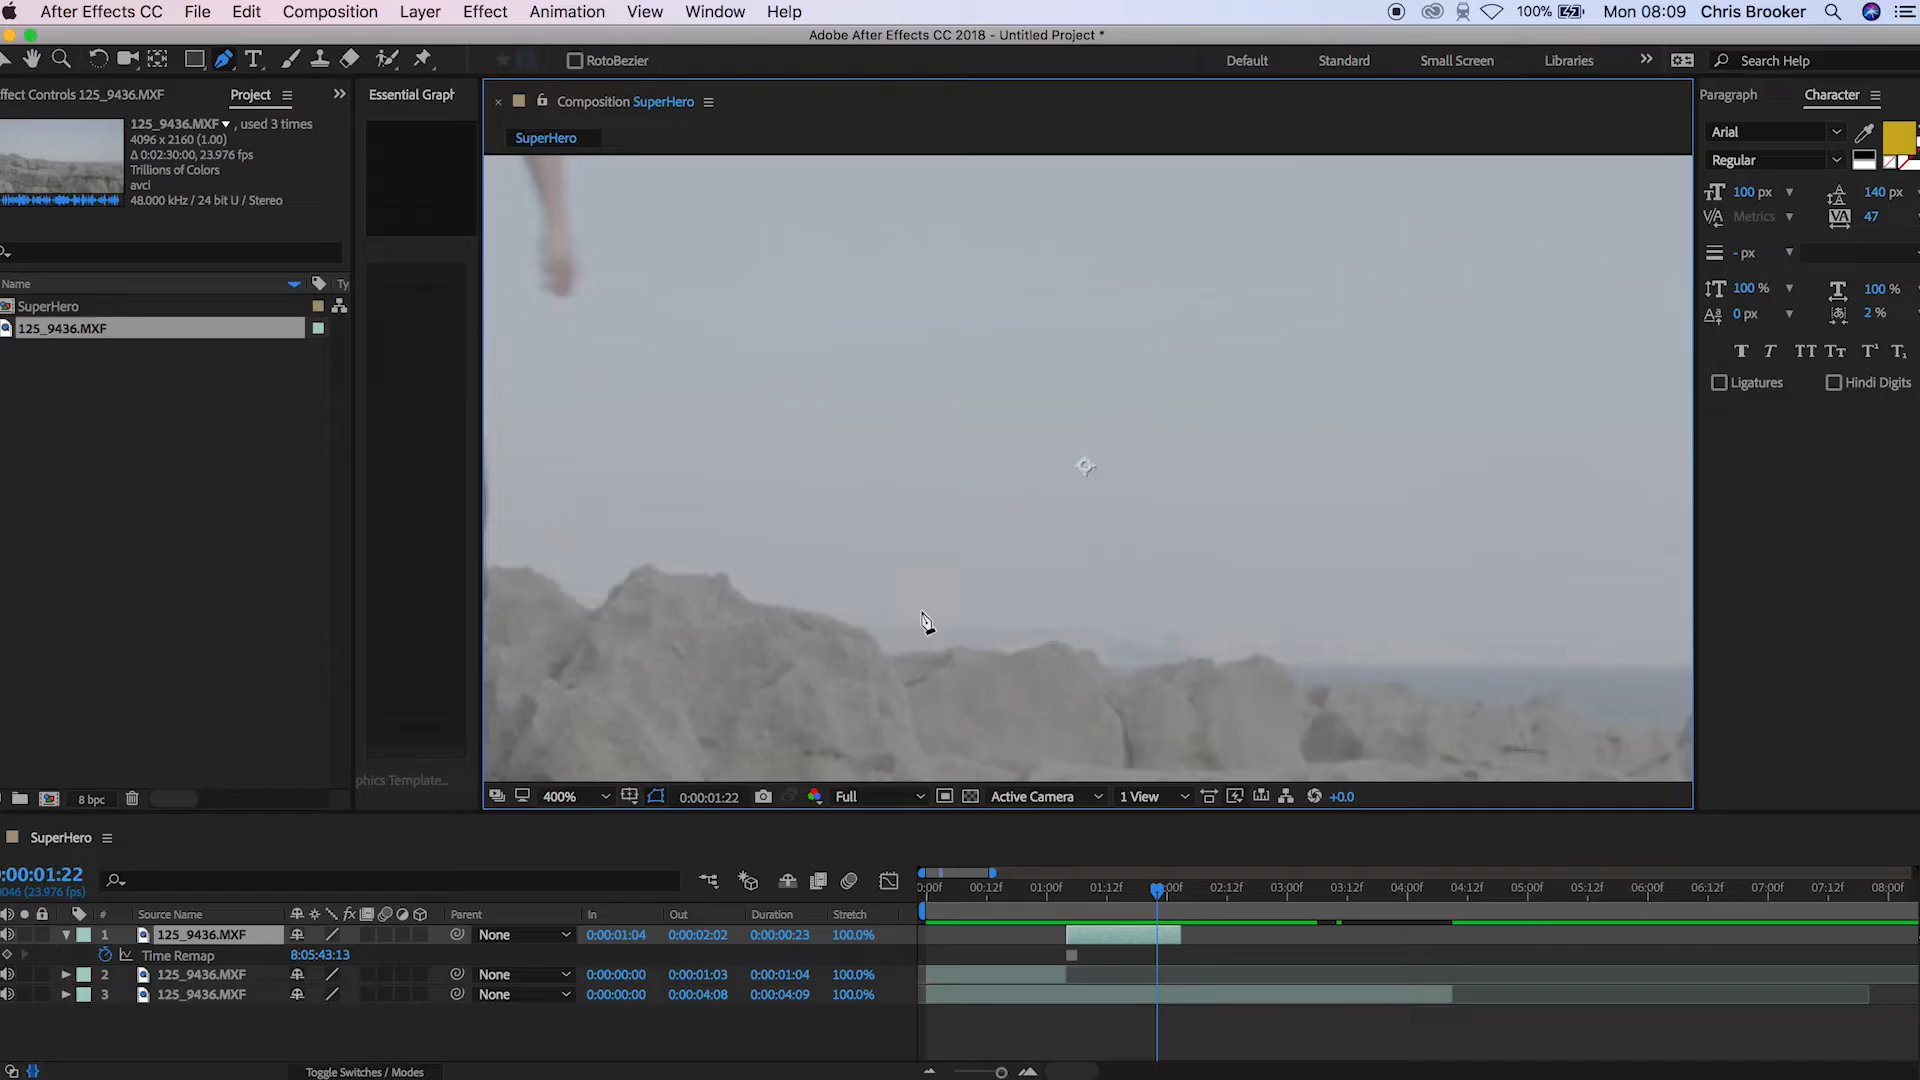 After Effects CC File Edit Composition Layer Effect Animation View Window Help 100% Mon 08:09 Chris Brooker
Adobe After Effects CC 2018 - Untitled Project *
RotoBezier Default Standard Small Screen Libraries Search Help
ffect Controls 125_9436.MXF Project Essential Graph Composition SuperHero Paragraph Character
125_9436.MXF , used 3 times
4096 x 2160 (1.00)
Δ 0:02:30:00, 23.976 fps
Trillions of Colors
avci
48.000 kHz / 24 bit U / Stereo
SuperHero
Arial
Regular
100 px 140 px
Metrics 47
- px
100 % 100 %
0 px 2 %
Ligatures Hindi Digits
Name Ty
SuperHero
125_9436.MXF
phics Template...
8 bpc
400% 0:00:01:22 Full Active Camera 1 View +0.0
SuperHero
:00:01:22
0046 (23.976 fps)
0:00f 00:12f 01:00f 01:12f 00f 02:12f 03:00f 03:12f 04:00f 04:12f 05:00f 05:12f 06:00f 06:12f 07:00f 07:12f 08:00f
# Source Name Parent In Out Duration Stretch
1 125_9436.MXF None 0:00:01:04 0:00:02:02 0:00:00:23 100.0%
Time Remap 8:05:43:13
2 125_9436.MXF None 0:00:00:00 0:00:01:03 0:00:01:04 100.0%
3 125_9436.MXF None 0:00:00:00 0:00:04:08 0:00:04:09 100.0%
Toggle Switches / Modes